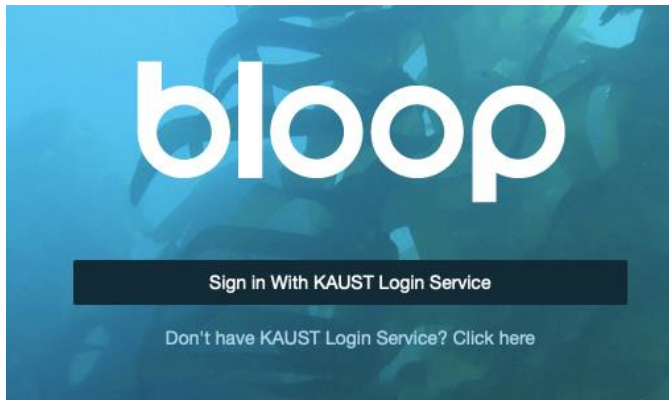 bloop
Sign in With KAUST Login Service
Don't have KAUST Login Service? Click here